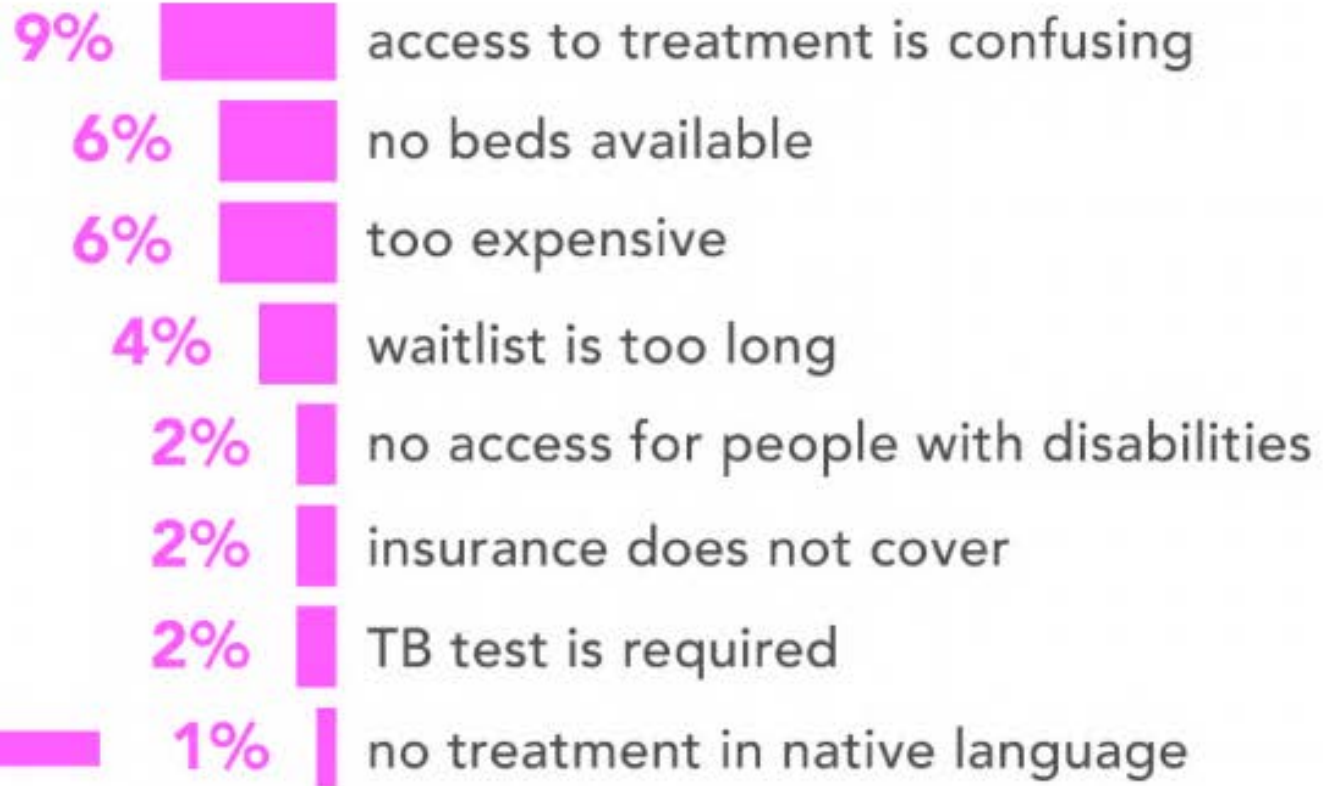 9% access to treatment is confusing
6% no beds available
6% too expensive
4% waitlist is too long
2% no access for people with disabilities
2% insurance does not cover
2% TB test is required
1% no treatment in native language